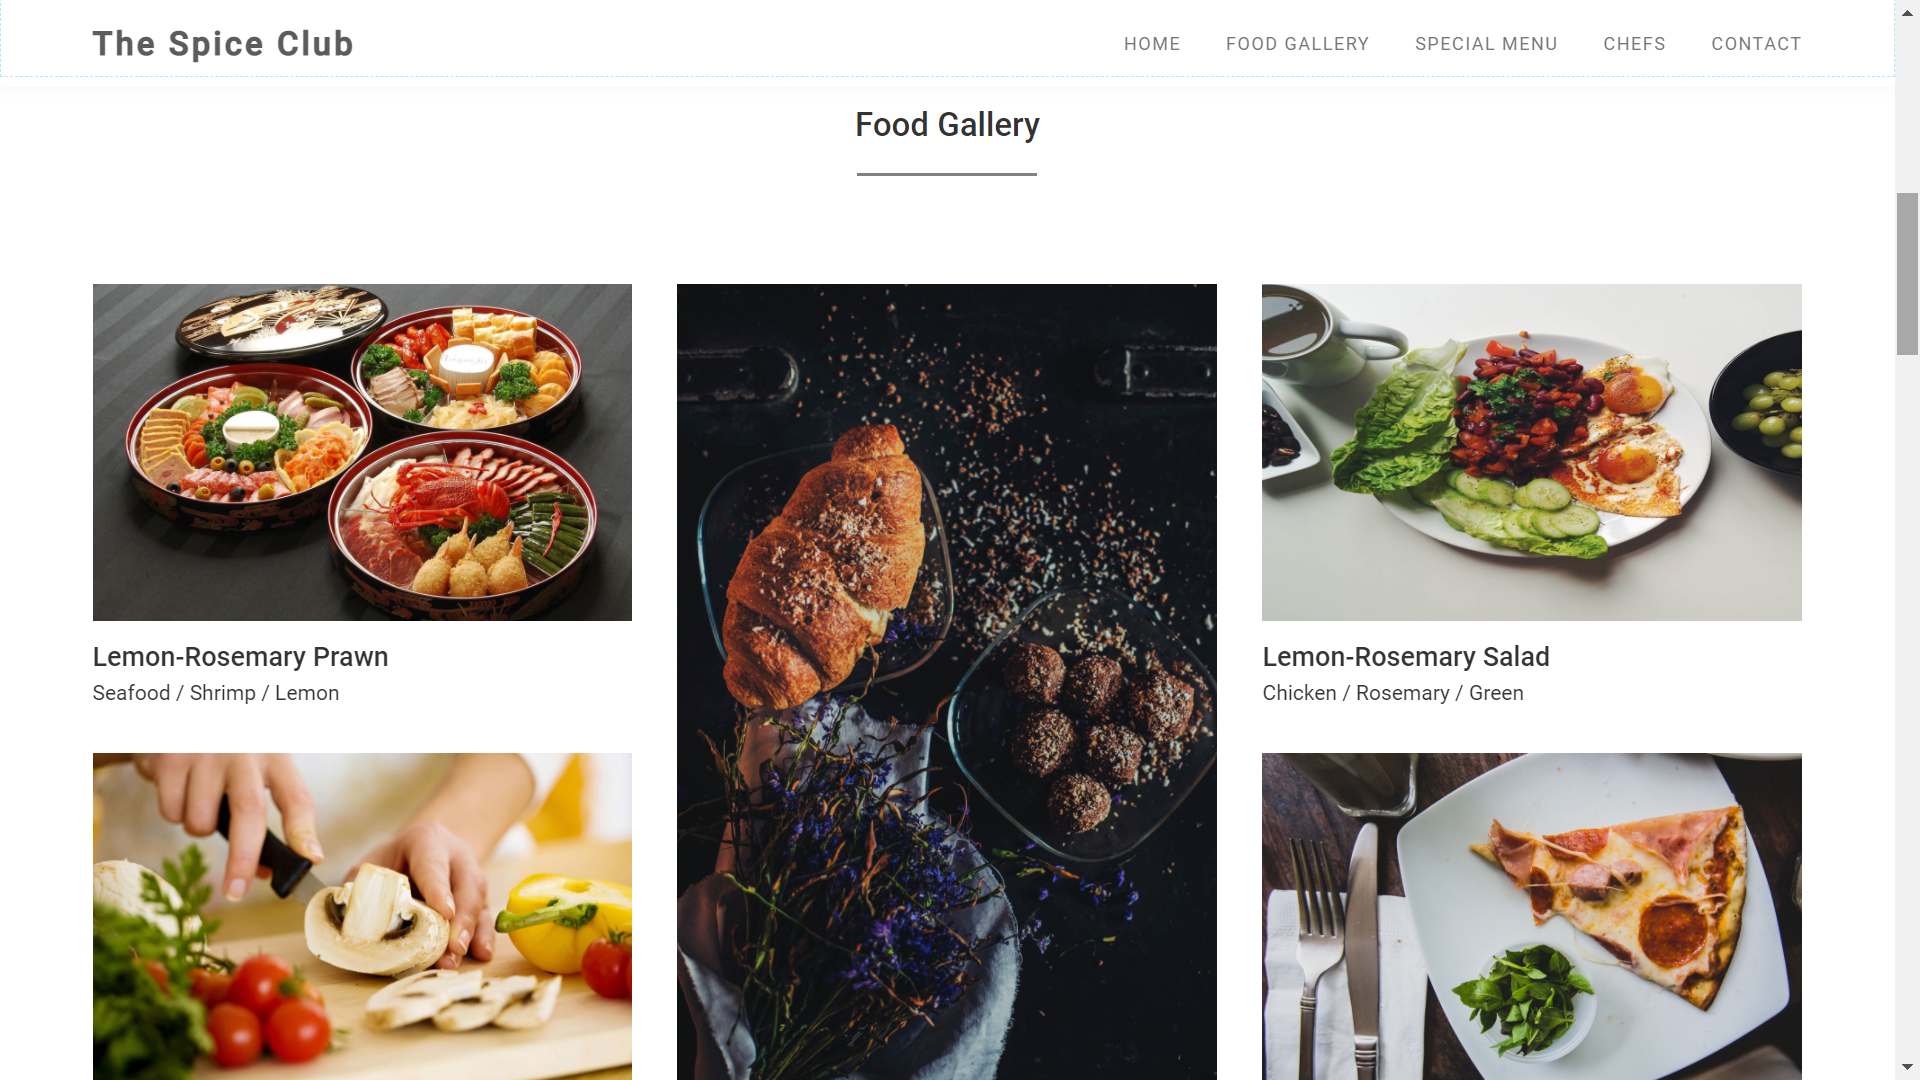 The Spice Club
HOME FOOD GALLERY SPECIAL MENU CHEFS CONTACT
Food Gallery
Lemon-Rosemary Prawn
Seafood / Shrimp / Lemon
Lemon-Rosemary Salad
Chicken / Rosemary / Green